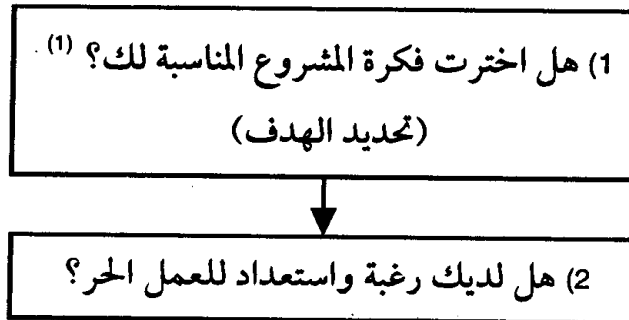 1) هل اخترت فكرة المشروع المناسبة لك؟ (1)
(تحديد الهدف)
2) هل لديك رغبة واستعداد للعمل الحر؟